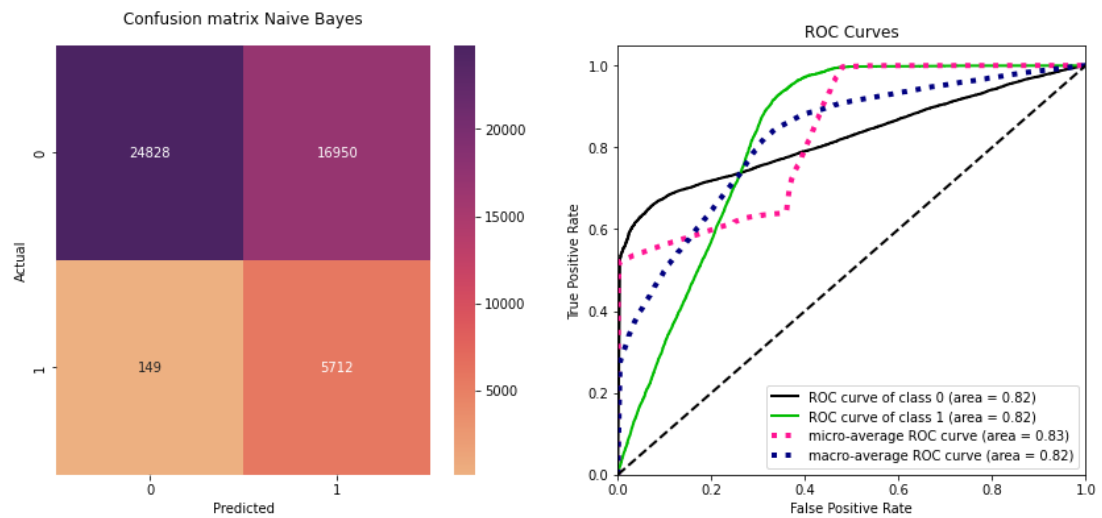 Confusion matrix Naive Bayes
24828
16950
149
5712
0
1
Actual
0
1
Predicted
20000
15000
10000
5000
ROC Curves
1.0
0.8
0.6
0.4
0.2
0.0
True Positive Rate
0.0
0.2
0.4
0.6
0.8
1.0
False Positive Rate
ROC curve of class 0 (area = 0.82)
ROC curve of class 1 (area = 0.82)
micro-average ROC curve (area = 0.83)
macro-average ROC curve (area = 0.82)